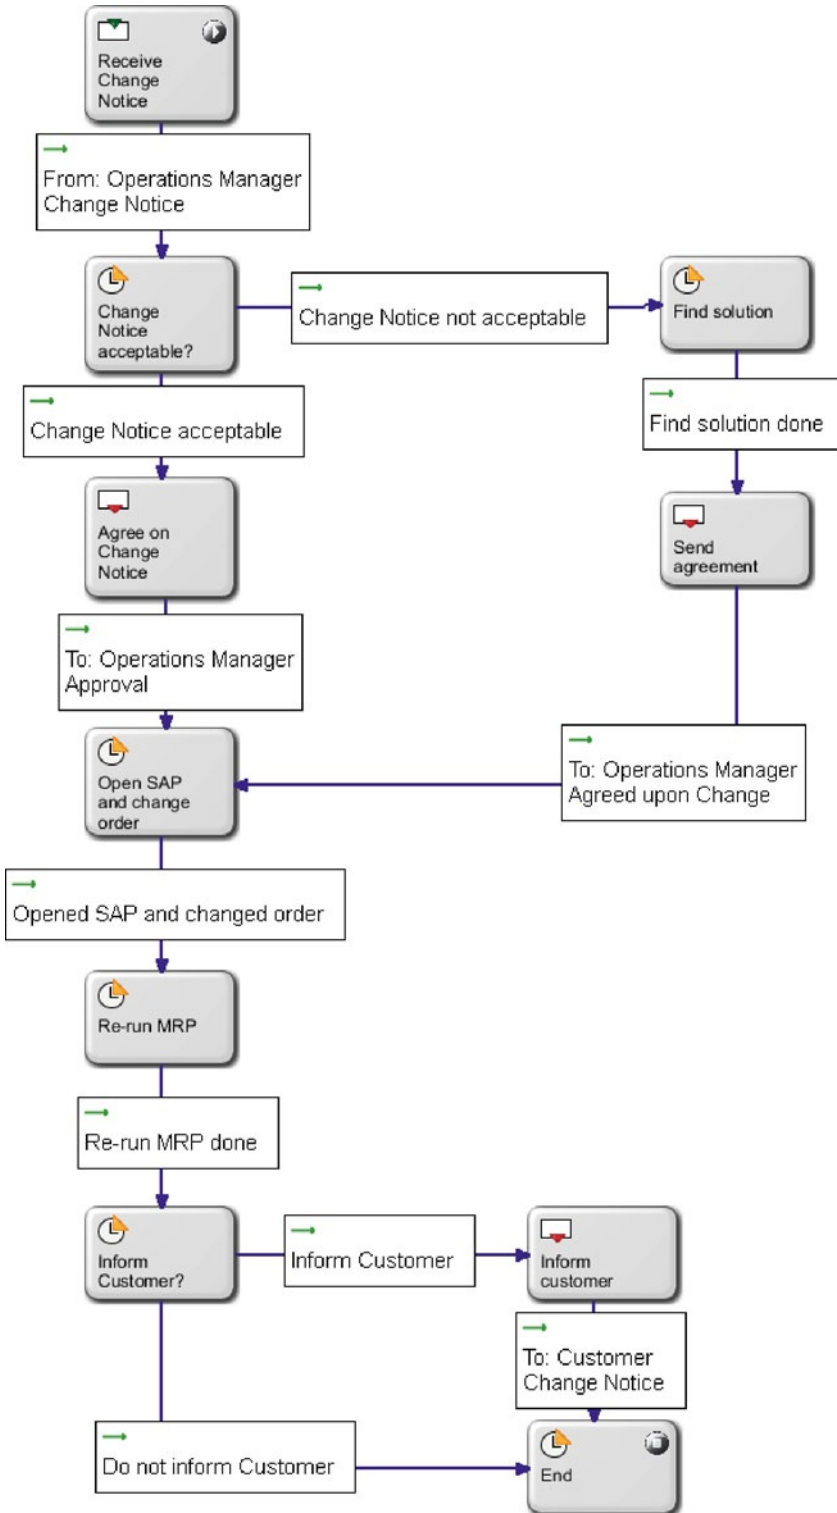 Receive
Change
Notice
From: Operations Manager
Change Notice
Change
Notice
acceptable?
Change Notice not acceptable
Find solution
Change Notice acceptable
Find solution done
Agree on
Change
Notice
Send
agreement
To: Operations Manager
Approval
Open SAP
and change
order
To: Operations Manager
Agreed upon Change
Opened SAP and changed order
Re-run MRP
Re-run MRP done
Inform
Customer?
Inform Customer
Inform
customer
To: Customer
Change Notice
Do not inform Customer
End